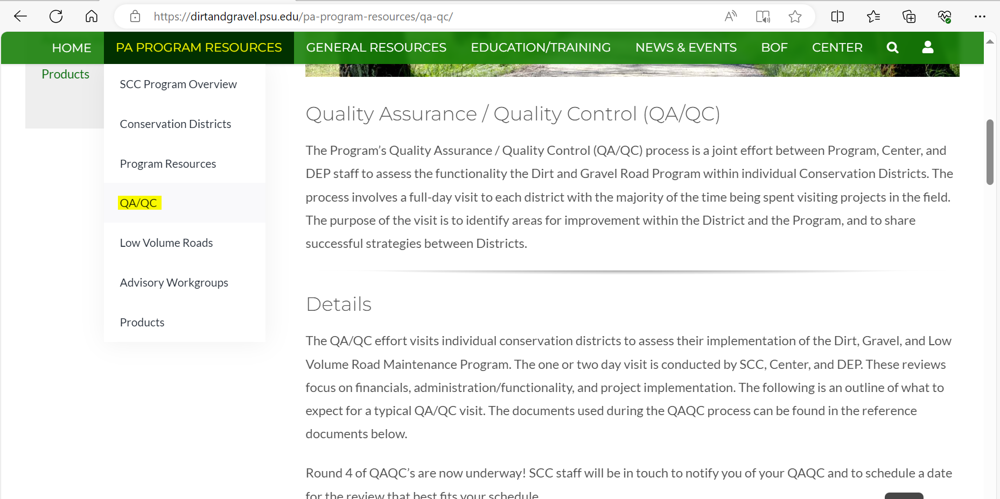 https://dirtandgravel.psu.edu/pa-program-resources/qa-qc/
HOME
PA PROGRAM RESOURCES
GENERAL RESOURCES
EDUCATION/TRAINING
NEWS & EVENTS
BOF
CENTER
Products
SCC Program Overview
Conservation Districts
Program Resources
QA/QC
Low Volume Roads
Advisory Workgroups
Products
Quality Assurance / Quality Control (QA/QC)
The Program’s Quality Assurance / Quality Control (QA/QC) process is a joint effort between Program, Center, and
DEP staff to assess the functionality the Dirt and Gravel Road Program within individual Conservation Districts. The
process involves a full-day visit to each district with the majority of the time being spent visiting projects in the field.
The purpose of the visit is to identify areas for improvement within the District and the Program, and to share
successful strategies between Districts.
Details
The QA/QC effort visits individual conservation districts to assess their implementation of the Dirt, Gravel, and Low
Volume Road Maintenance Program. The one or two day visit is conducted by SCC, Center, and DEP. These reviews
focus on financials, administration/functionality, and project implementation. The following is an outline of what to
expect for a typical QA/QC visit. The documents used during the QAQC process can be found in the reference
documents below.
Round 4 of QAQC’s are now underway! SCC staff will be in touch to notify you of your QAQC and to schedule a date
for the review that best fits your schedule.